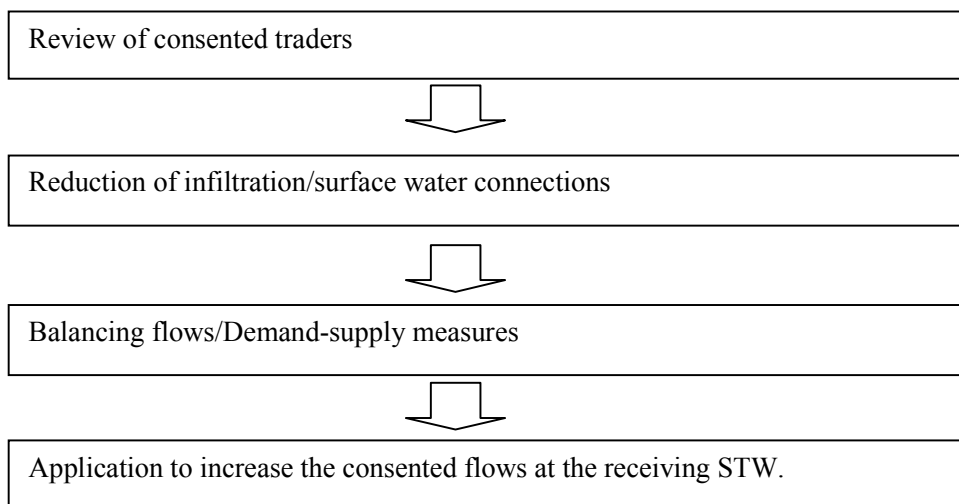 Review of consented traders
Reduction of infiltration/surface water connections
Balancing flows/Demand-supply measures
Application to increase the consented flows at the receiving STW.